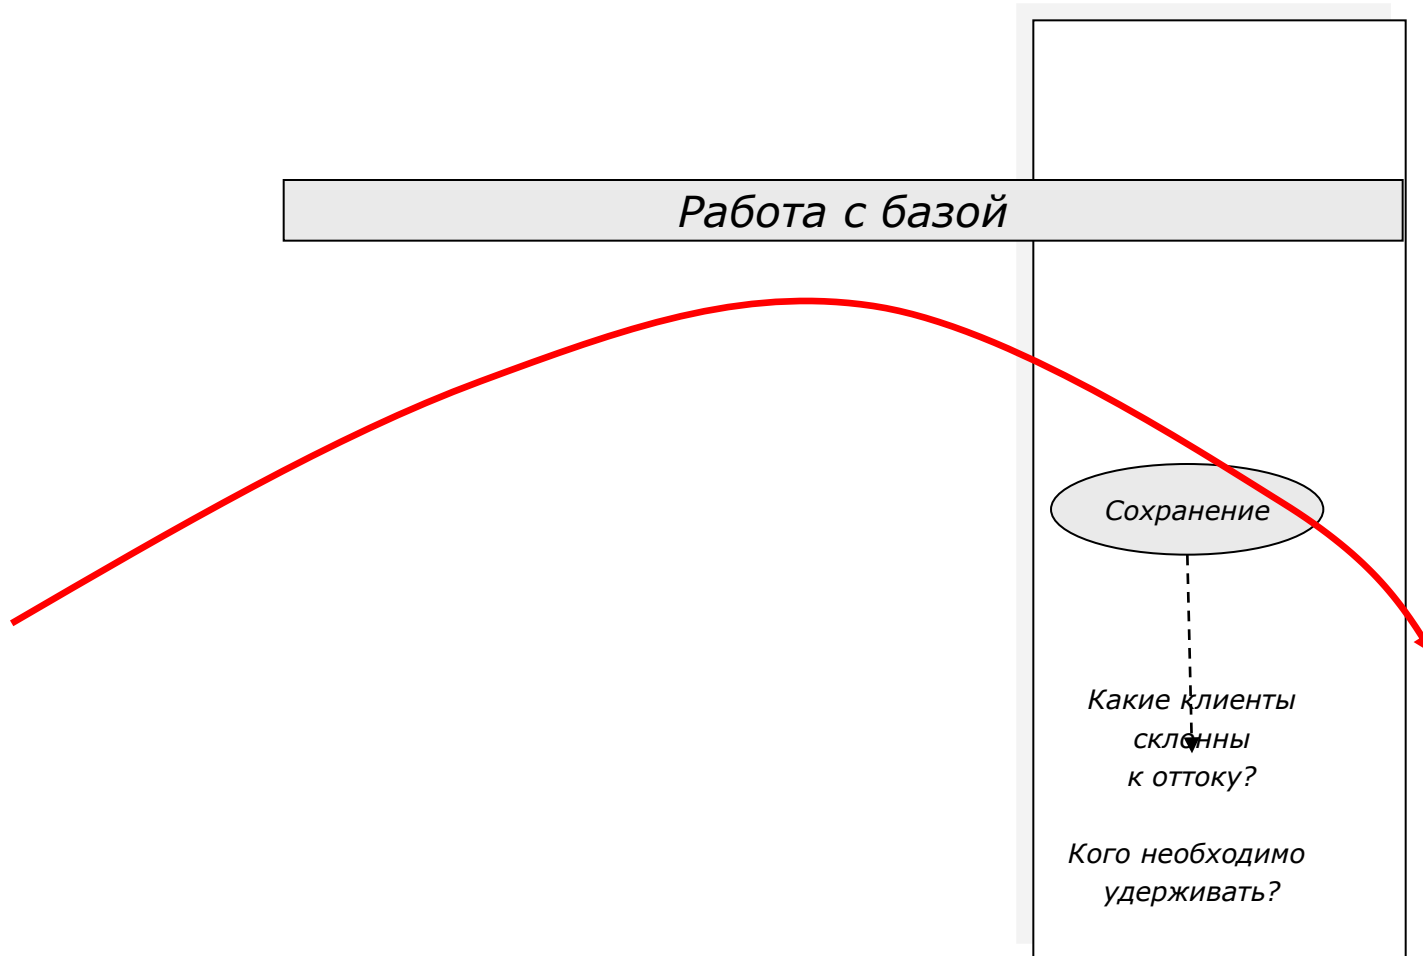 Работа с базой
Сохранение
Какие клиенты
склонны
к оттоку?
Кого необходимо
удерживать?